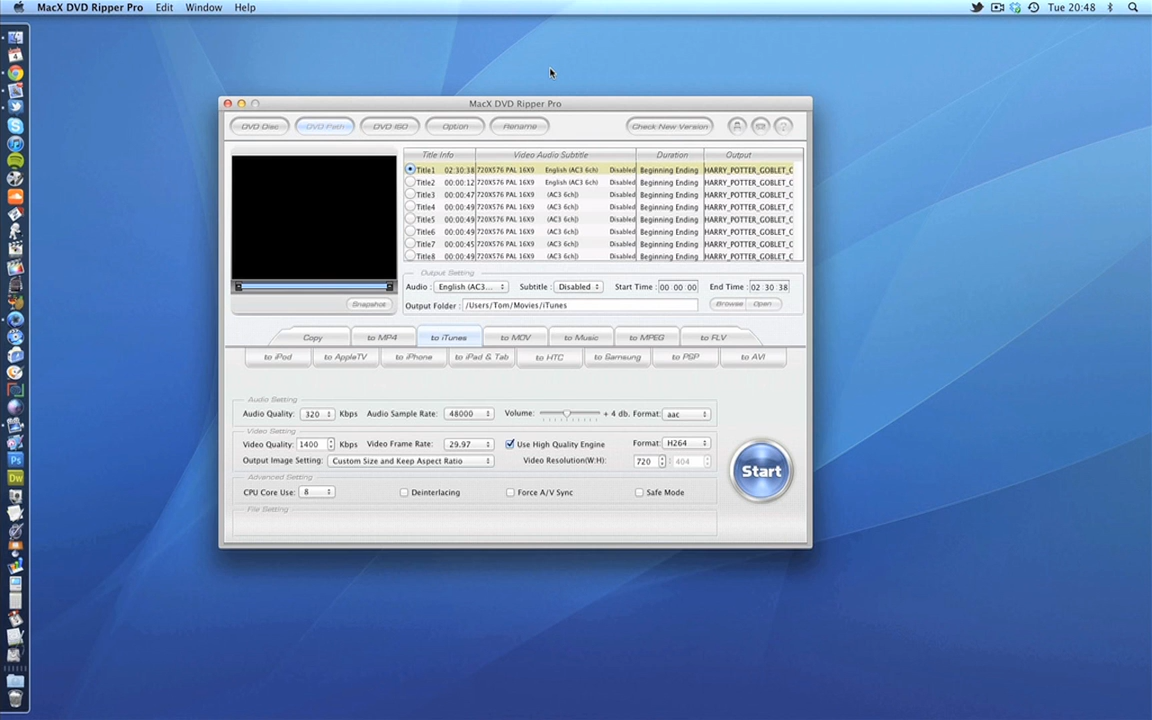 MacX DVD Ripper Pro Edit Window Help Tue 20:48
MacX DVD Ripper Pro
DVD Disc DVD Path DVD ISO Option Rename Check New Version ?
Title Info Video Audio Subtitle Duration Output
Title1 02:30:38 720X576 PAL 16X9 English (AC3 6ch) Disabled Beginning Ending HARRY_POTTER_GOBLET_C
Title2 00:00:12 720X576 PAL 16X9 English (AC3 6ch) Disabled Beginning Ending HARRY_POTTER_GOBLET_C
Title3 00:00:47 720X576 PAL 16X9 (AC3 6ch]) Disabled Beginning Ending HARRY_POTTER_GOBLET_C
Title4 00:00:49 720X576 PAL 16X9 (AC3 6ch]) Disabled Beginning Ending HARRY_POTTER_GOBLET_C
Title5 00:00:49 720X576 PAL 16X9 (AC3 6ch]) Disabled Beginning Ending HARRY_POTTER_GOBLET_C
Title6 00:00:49 720X576 PAL 16X9 (AC3 6ch]) Disabled Beginning Ending HARRY_POTTER_GOBLET_C
Title7 00:00:45 720X576 PAL 16X9 (AC3 6ch]) Disabled Beginning Ending HARRY_POTTER_GOBLET_C
Title8 00:00:49 720X576 PAL 16X9 (AC3 6ch]) Disabled Beginning Ending HARRY_POTTER_GOBLET_C
Output Setting
Audio : English (AC3... Subtitle : Disabled Start Time : 00 00 00 End Time : 02 30 38
Snapshot Output Folder : /Users/Tom/Movies/iTunes Browse Open
Copy to MP4 to iTunes to MOV to Music to MPEG to FLV
to iPod to AppleTV to iPhone to iPad & Tab to HTC to Samsung to PSP to AVI
Audio Setting
Audio Quality: 320 Kbps Audio Sample Rate: 48000 Volume: + 4 db. Format: aac
Video Setting
Video Quality: 1400 Kbps Video Frame Rate: 29.97 Use High Quality Engine Format: H264
Output Image Setting: Custom Size and Keep Aspect Ratio Video Resolution(W:H): 720 : 404
Start
Advanced Setting
CPU Core Use: 8 Deinterlacing Force A/V Sync Safe Mode
File Setting
Ps
Dw